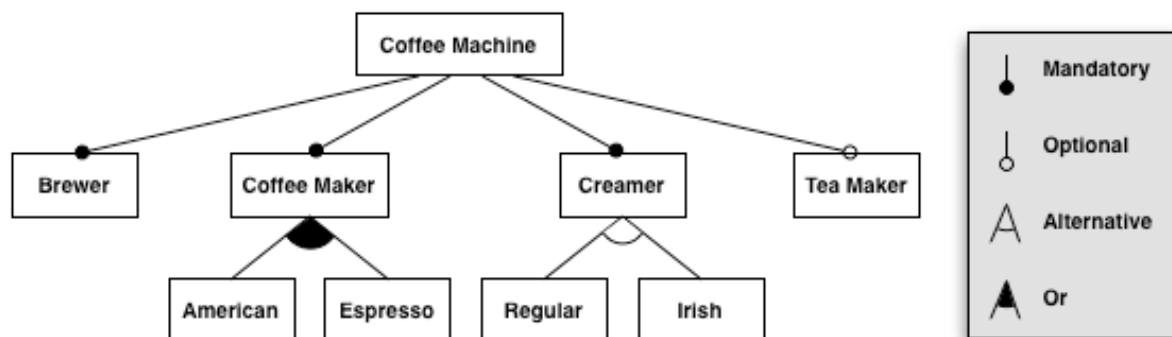 Coffee Machine
Brewer
Coffee Maker
Creamer
Tea Maker
American
Espresso
Regular
Irish
Mandatory
Optional
Alternative
Or